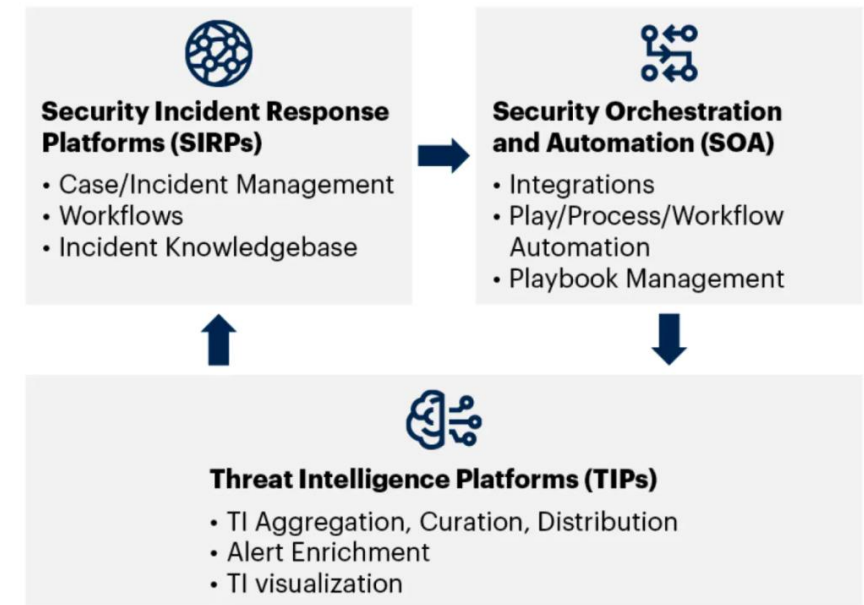 Security Incident Response
Platforms (SIRPs)
• Case/Incident Management
• Workflows
• Incident Knowledgebase
Security Orchestration
and Automation (SOA)
• Integrations
• Play/Process/Workflow
Automation
• Playbook Management
Threat Intelligence Platforms (TIPs)
• TI Aggregation, Curation, Distribution
• Alert Enrichment
• TI visualization